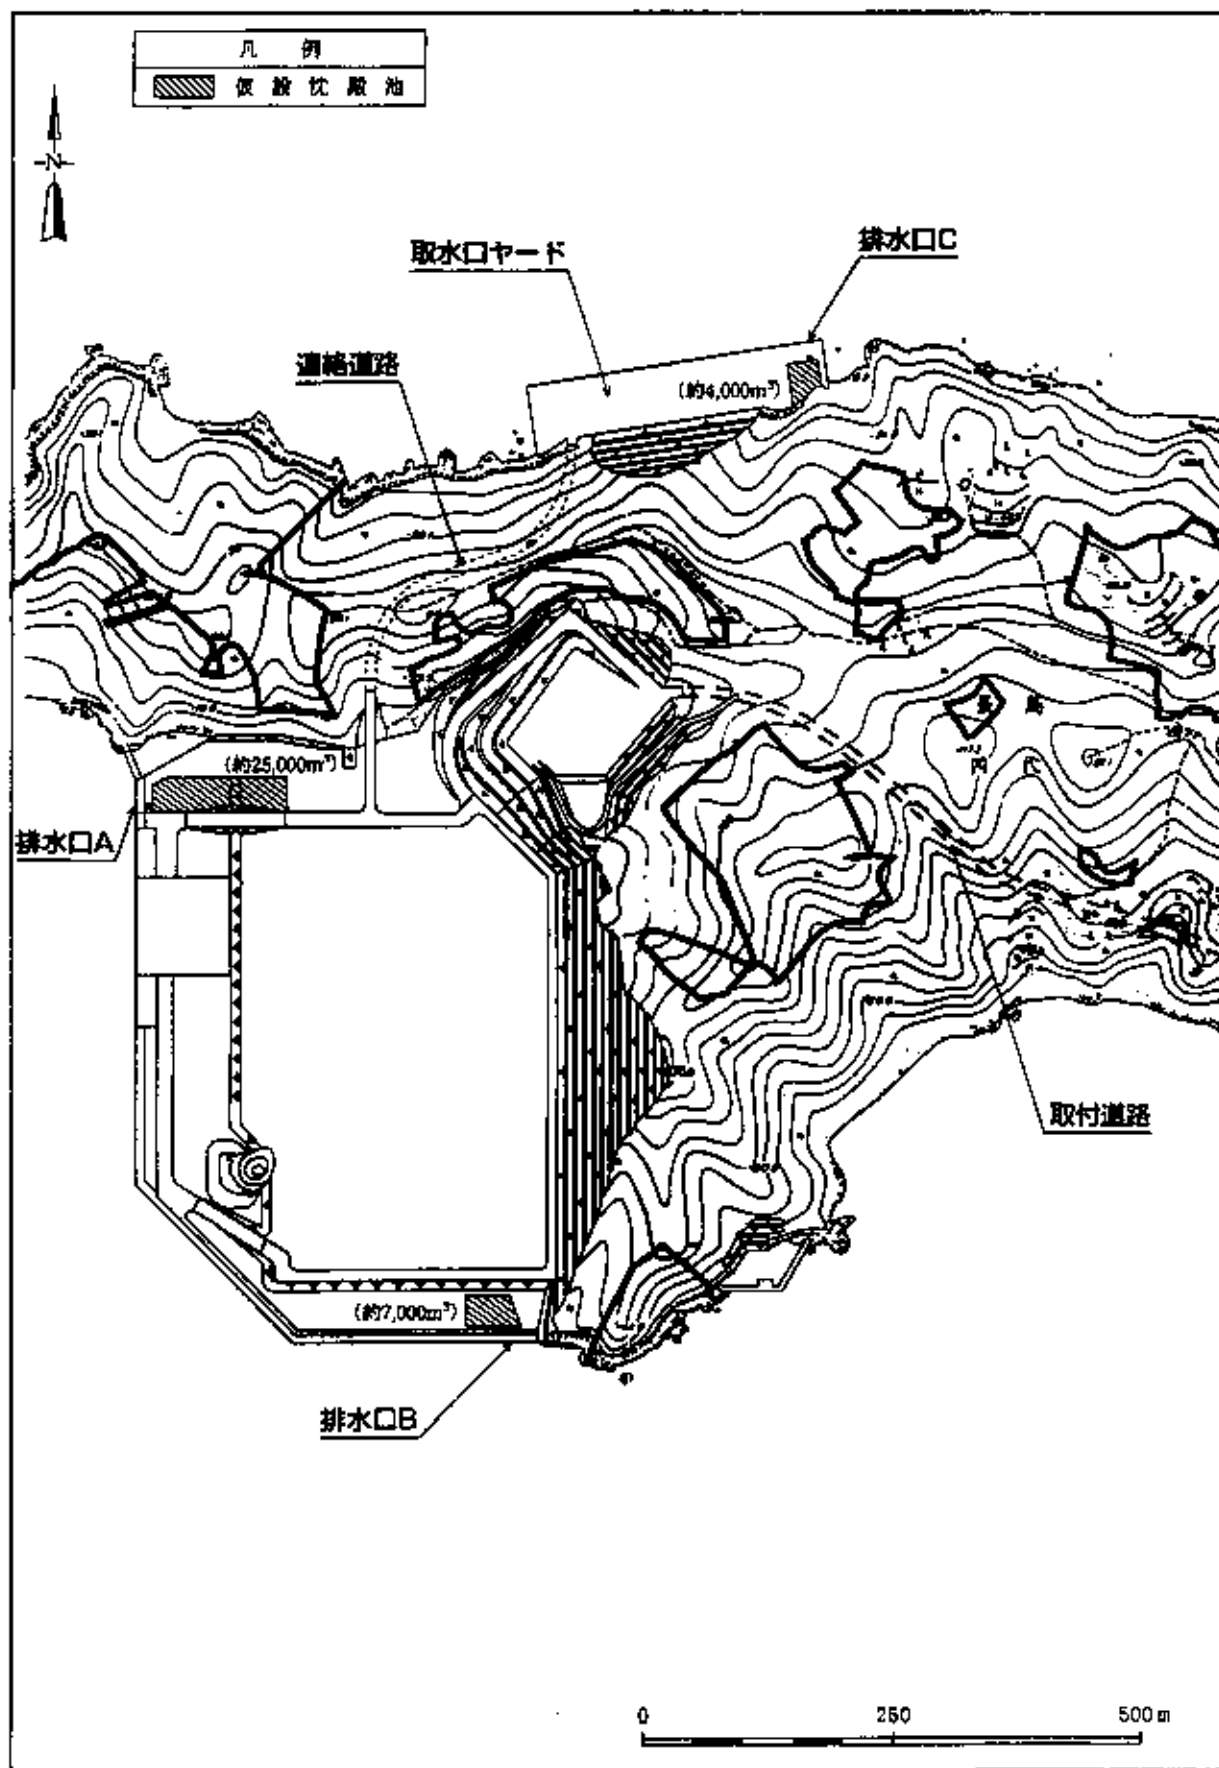 凡 例
仮 設 沈 殿 池
N
排水口C
取水口ヤード
連絡道路
(約4,000m³)
(約25,000m³)
排水口A
取付道路
(約7,000m³)
排水口B
0 250 500m